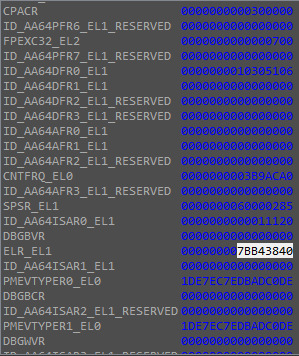 CPACR 0000000000300000
ID_AA64PFR6_EL1_RESERVED 0000000000000000
FPEXC32_EL2 0000000000000700
ID_AA64PFR7_EL1_RESERVED 0000000000000000
ID_AA64DFR0_EL1 0000000010305106
ID_AA64DFR1_EL1 0000000000000000
ID_AA64DFR2_EL1_RESERVED 0000000000000000
ID_AA64DFR3_EL1_RESERVED 0000000000000000
ID_AA64AFR0_EL1 0000000000000000
ID_AA64AFR1_EL1 0000000000000000
ID_AA64AFR2_EL1_RESERVED 0000000000000000
CNTFRQ_EL0 0000000003B9ACA0
ID_AA64AFR3_EL1_RESERVED 0000000000000000
SPSR_EL1 0000000060000285
ID_AA64ISAR0_EL1 0000000000011120
DBGBVR 0000000000000000
ELR_EL1 000000007BB43840
ID_AA64ISAR1_EL1 0000000000000000
PMEVTYPER0_EL0 1DE7EC7EDBADC0DE
DBGBCR 0000000000000000
ID_AA64ISAR2_EL1_RESERVED 0000000000000000
PMEVTYPER1_EL0 1DE7EC7EDBADC0DE
DBGWVR 0000000000000000